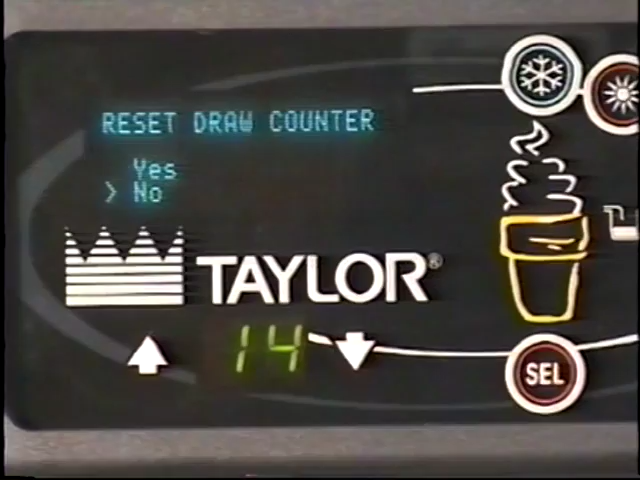 RESET DRAW COUNTER
Yes
> No
TAYLOR®
14
SEL